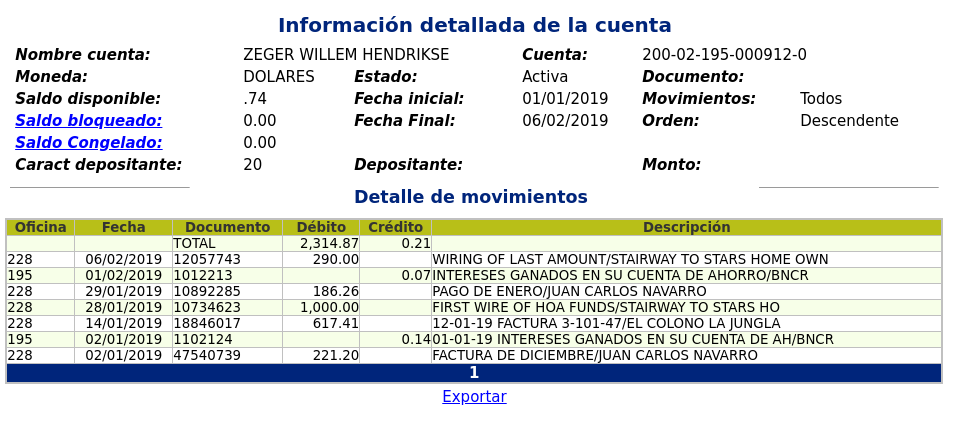 Información detallada de la cuenta
Nombre cuenta: ZEGER WILLEM HENDRIKSE Cuenta: 200-02-195-000912-0
Moneda: DOLARES Estado: Activa Documento:
Saldo disponible: .74 Fecha inicial: 01/01/2019 Movimientos: Todos
Saldo bloqueado: 0.00 Fecha Final: 06/02/2019 Orden: Descendente
Saldo Congelado: 0.00
Caract depositante: 20 Depositante: Monto:
Detalle de movimientos
Oficina Fecha Documento Débito Crédito Descripción
TOTAL 2,314.87 0.21
228 06/02/2019 12057743 290.00 WIRING OF LAST AMOUNT/STAIRWAY TO STARS HOME OWN
195 01/02/2019 1012213 0.07 INTERESES GANADOS EN SU CUENTA DE AHORRO/BNCR
228 29/01/2019 10892285 186.26 PAGO DE ENERO/JUAN CARLOS NAVARRO
228 28/01/2019 10734623 1,000.00 FIRST WIRE OF HOA FUNDS/STAIRWAY TO STARS HO
228 14/01/2019 18846017 617.41 12-01-19 FACTURA 3-101-47/EL COLONO LA JUNGLA
195 02/01/2019 1102124 0.14 01-01-19 INTERESES GANADOS EN SU CUENTA DE AH/BNCR
228 02/01/2019 47540739 221.20 FACTURA DE DICIEMBRE/JUAN CARLOS NAVARRO
1
Exportar